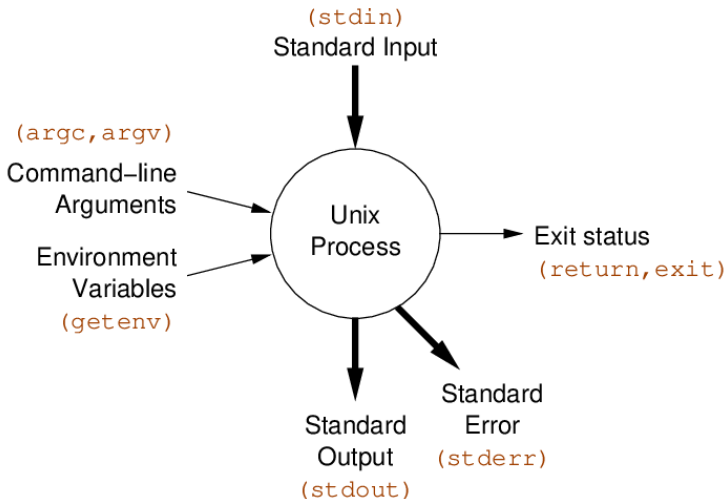 (stdin)
Standard Input
(argc,argv)
Command-line
Arguments
Environment
Variables
(getenv)
Unix
Process
Exit status
(return,exit)
Standard
Output
(stdout)
Standard
Error
(stderr)